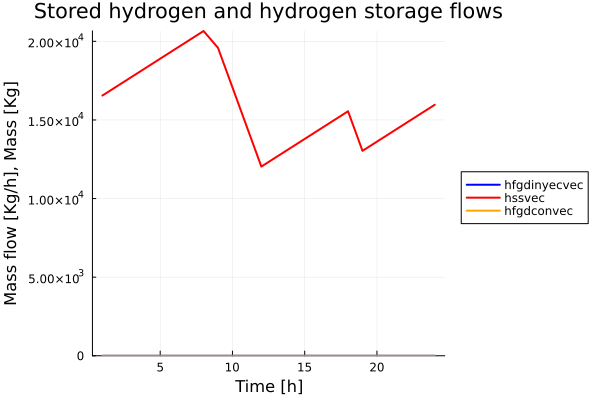 Stored hydrogen and hydrogen storage flows
Mass flow [Kg/h], Mass [Kg]
2.00×10⁴
1.50×10⁴
1.00×10⁴
5.00×10³
0
5 10 15 20
Time [h]
hfgdinyecvec
hssvec
hfgdconvec